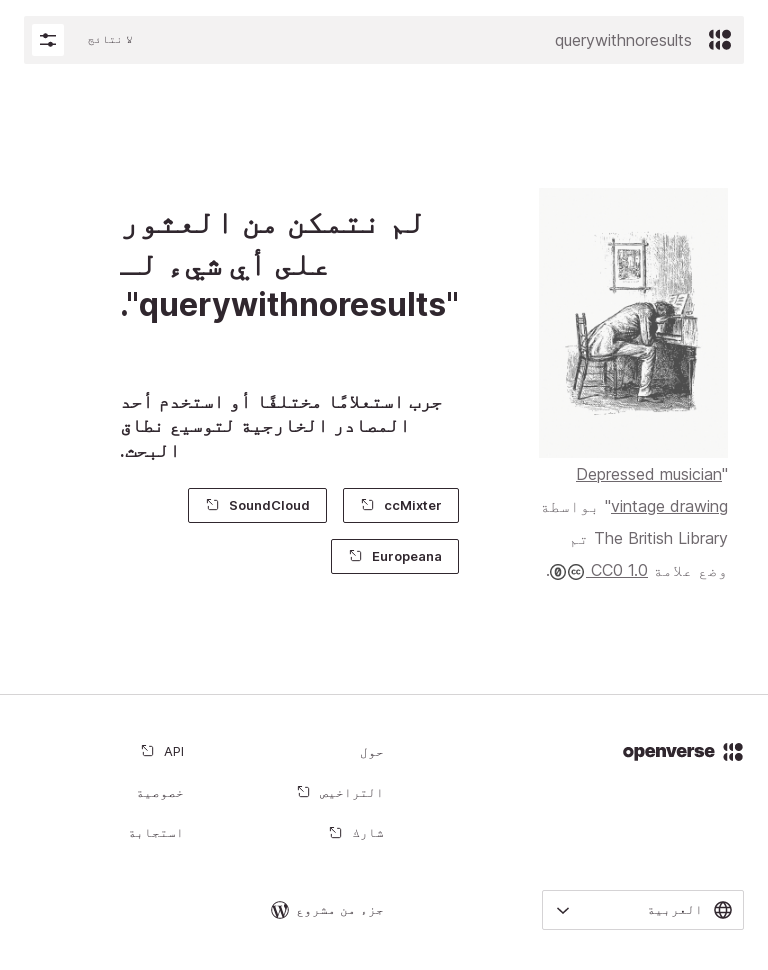 querywithnoresults
لا نتائج
"Depressed musician
vintage drawing" بواسطة
The British Library تم
وضع علامة CC0 1.0.
لم نتمكن من العثور
على أي شيء لـ
"querywithnoresults".
جرب استعلامًا مختلفًا أو استخدم أحد
المصادر الخارجية لتوسيع نطاق
البحث.
ccMixter
SoundCloud
Europeana
openverse
حول
API
التراخيص
خصوصية
شارك
استجابة
العربية
جزء من مشروع